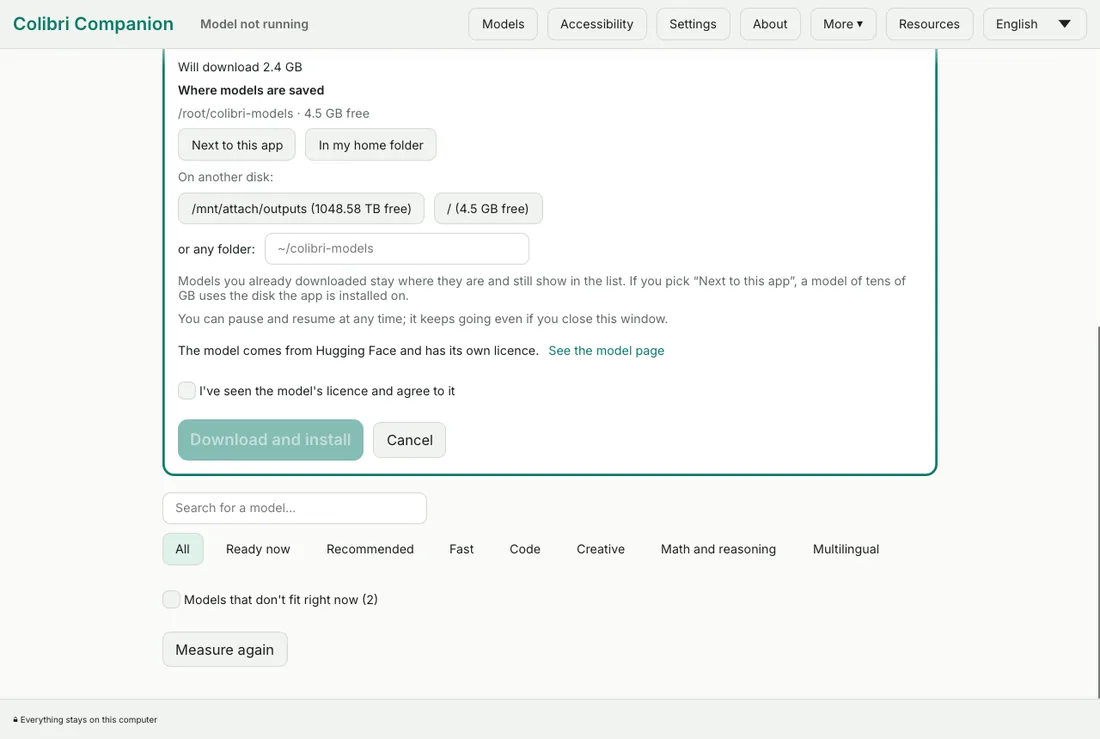 Colibri Companion
Model not running
Models
Accessibility
Settings
About
More ▾
Resources
English
Will download 2.4 GB
Where models are saved
/root/colibri-models · 4.5 GB free
Next to this app
In my home folder
On another disk:
/mnt/attach/outputs (1048.58 TB free)
/ (4.5 GB free)
or any folder:
~/colibri-models
Models you already downloaded stay where they are and still show in the list. If you pick “Next to this app”, a model of tens of
GB uses the disk the app is installed on.
You can pause and resume at any time; it keeps going even if you close this window.
The model comes from Hugging Face and has its own licence. See the model page
I've seen the model's licence and agree to it
Download and install
Cancel
Search for a model...
All
Ready now
Recommended
Fast
Code
Creative
Math and reasoning
Multilingual
Models that don't fit right now (2)
Measure again
Everything stays on this computer